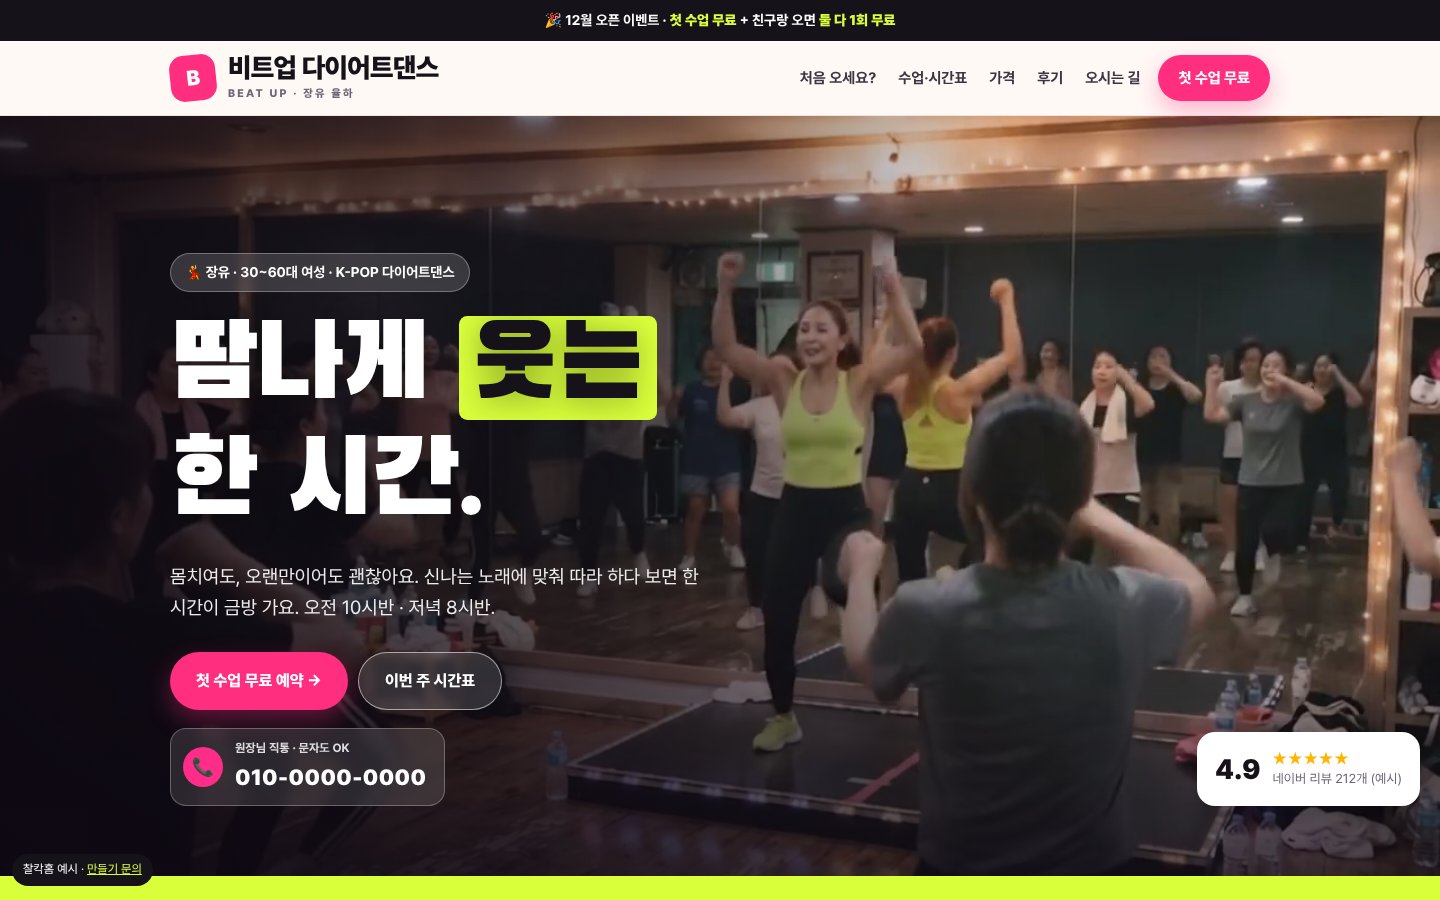 🎉 12월 오픈 이벤트 · 첫 수업 무료 + 친구랑 오면 둘 다 1회 무료
B
비트업 다이어트댄스
BEAT UP · 장유 율하
처음 오세요? 수업·시간표 가격 후기 오시는 길 첫 수업 무료
💃 장유 · 30~60대 여성 · K-POP 다이어트댄스
땀나게 웃는
한 시간.
몸치여도, 오랜만이어도 괜찮아요. 신나는 노래에 맞춰 따라 하다 보면 한
시간이 금방 가요. 오전 10시반 · 저녁 8시반.
첫 수업 무료 예약 → 이번 주 시간표
원장님 직통 · 문자도 OK
010-0000-0000
4.9 ★★★★★
네이버 리뷰 212개 (예시)
찰칵홈 예시 · 만들기 문의